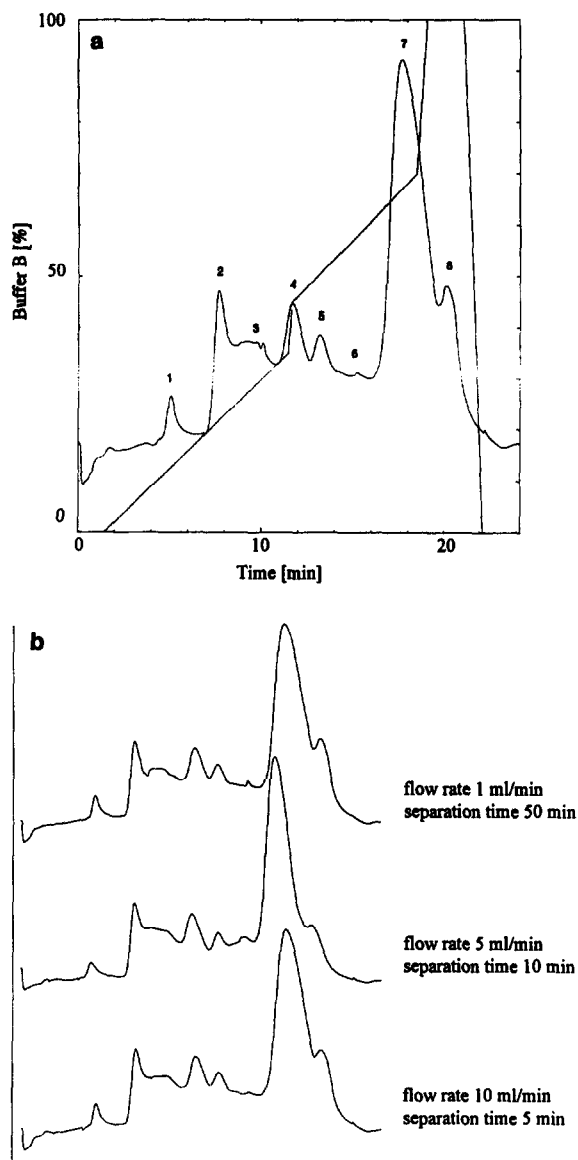 a
100
50
0
Buffer B [%]
1
2
3
4
5
6
7
8
0
10
20
Time [min]
b
flow rate 1 ml/min
separation time 50 min
flow rate 5 ml/min
separation time 10 min
flow rate 10 ml/min
separation time 5 min